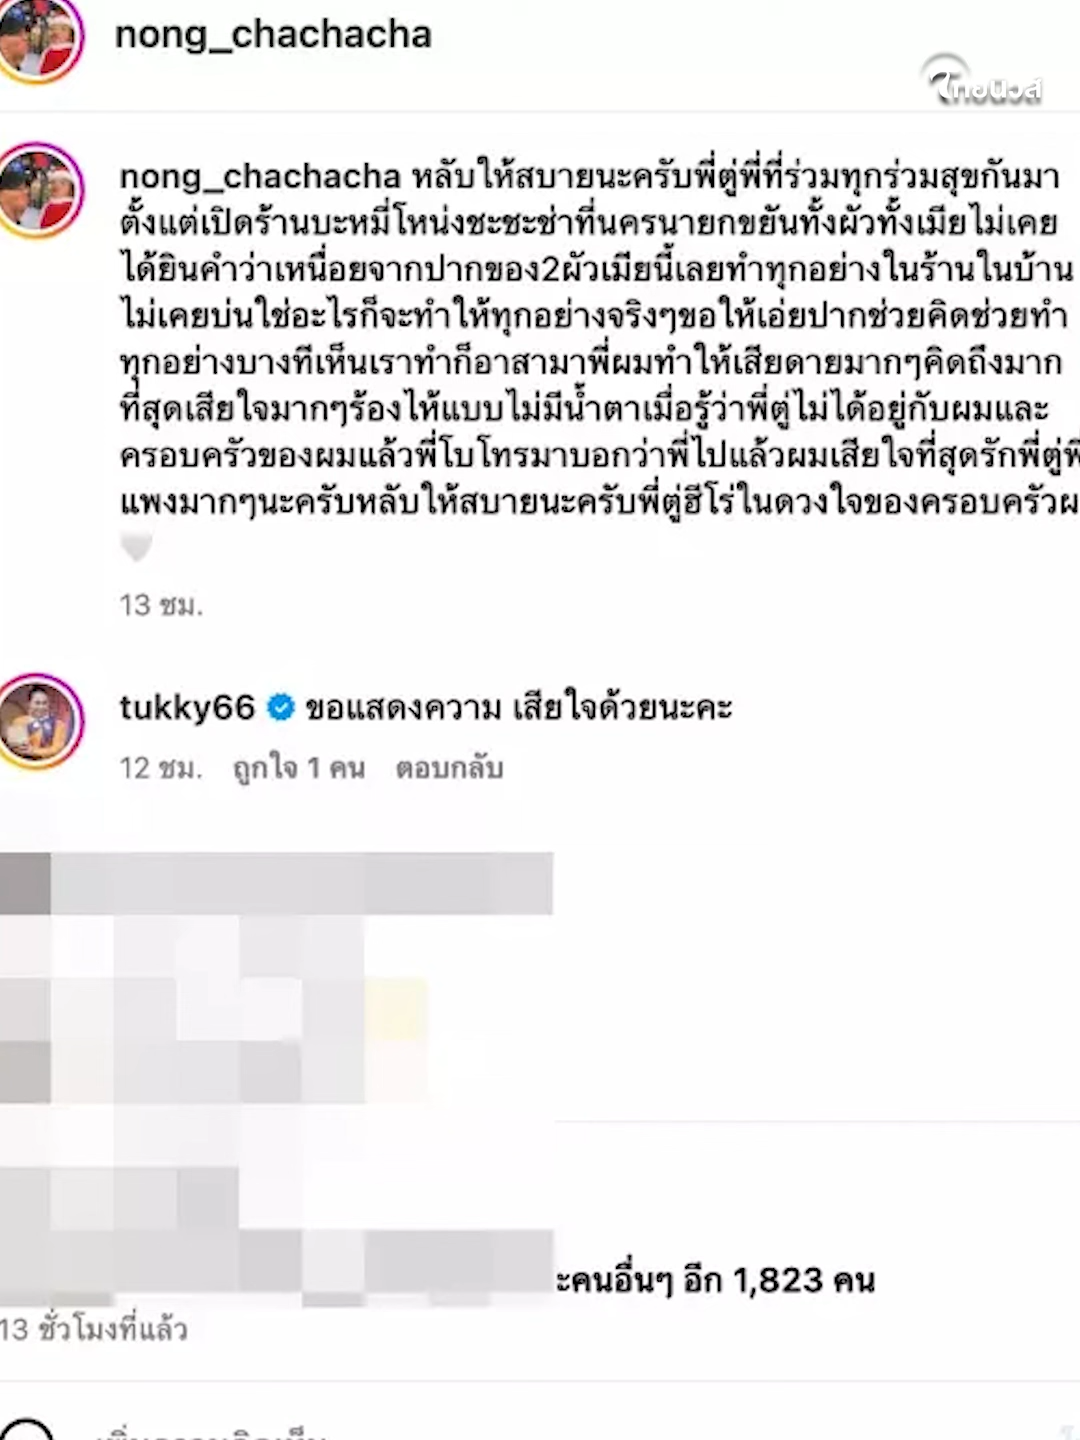 nong_chachacha
ไทยนิวส์
nong_chachacha หลับให้สบายนะครับพี่ตู่พี่ที่ร่วมทุกร่วมสุขกันมา
ตั้งแต่เปิดร้านบะหมี่โหน่งชะชะช่าที่นครนายกขยันทั้งผัวทั้งเมียไม่เคย
ได้ยินคำว่าเหนื่อยจากปากของ2ผัวเมียนี้เลยทำทุกอย่างในร้านในบ้าน
ไม่เคยบ่นใช่อะไรก็จะทำให้ทุกอย่างจริงๆขอให้เอ่ยปากช่วยคิดช่วยทำ
ทุกอย่างบางทีเห็นเราทำก็อาสามาพี่ผมทำให้เสียดายมากๆคิดถึงมาก
ที่สุดเสียใจมากๆร้องไห้แบบไม่มีน้ำตาเมื่อรู้ว่าพี่ตู่ไม่ได้อยู่กับผมและ
ครอบครัวของผมแล้วพี่โบโทรมาบอกว่าพี่ไปแล้วผมเสียใจที่สุดรักพี่ตู่พี่
แพงมากๆนะครับหลับให้สบายนะครับพี่ตู่ฮีโร่ในดวงใจของครอบครัวผ
13 ชม.
tukky66 ขอแสดงความ เสียใจด้วยนะคะ
12 ชม. ถูกใจ 1 คน ตอบกลับ
ะคนอื่นๆ อีก 1,823 คน
13 ชั่วโมงที่แล้ว